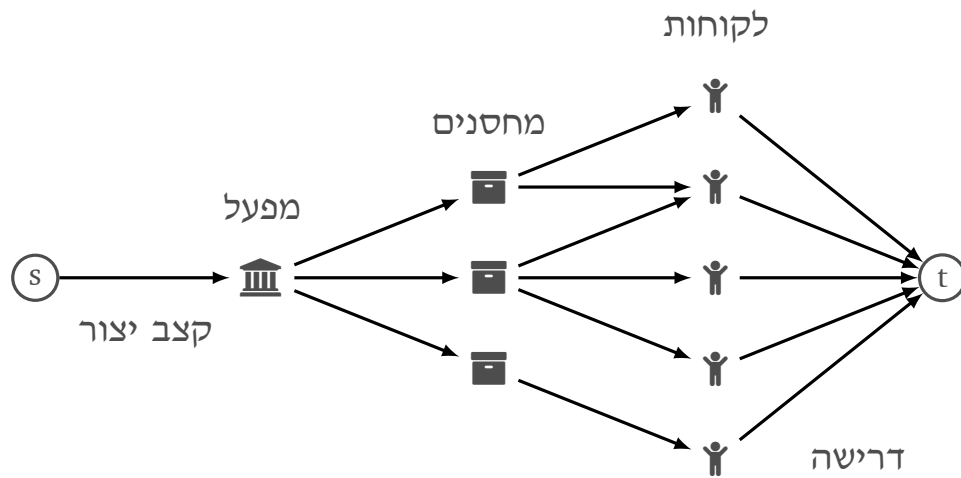 לקוחות
מחסנים
מפעל
s
t
קצב יצור
דרישה